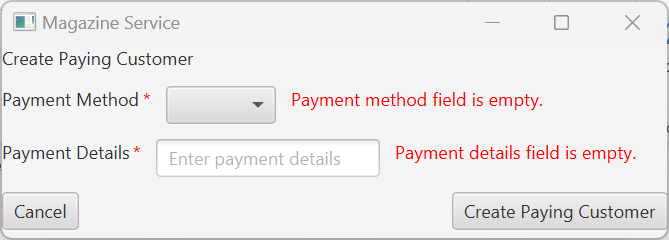 Magazine Service
Create Paying Customer
Payment Method * Payment method field is empty.
Payment Details * Enter payment details Payment details field is empty.
Cancel Create Paying Customer